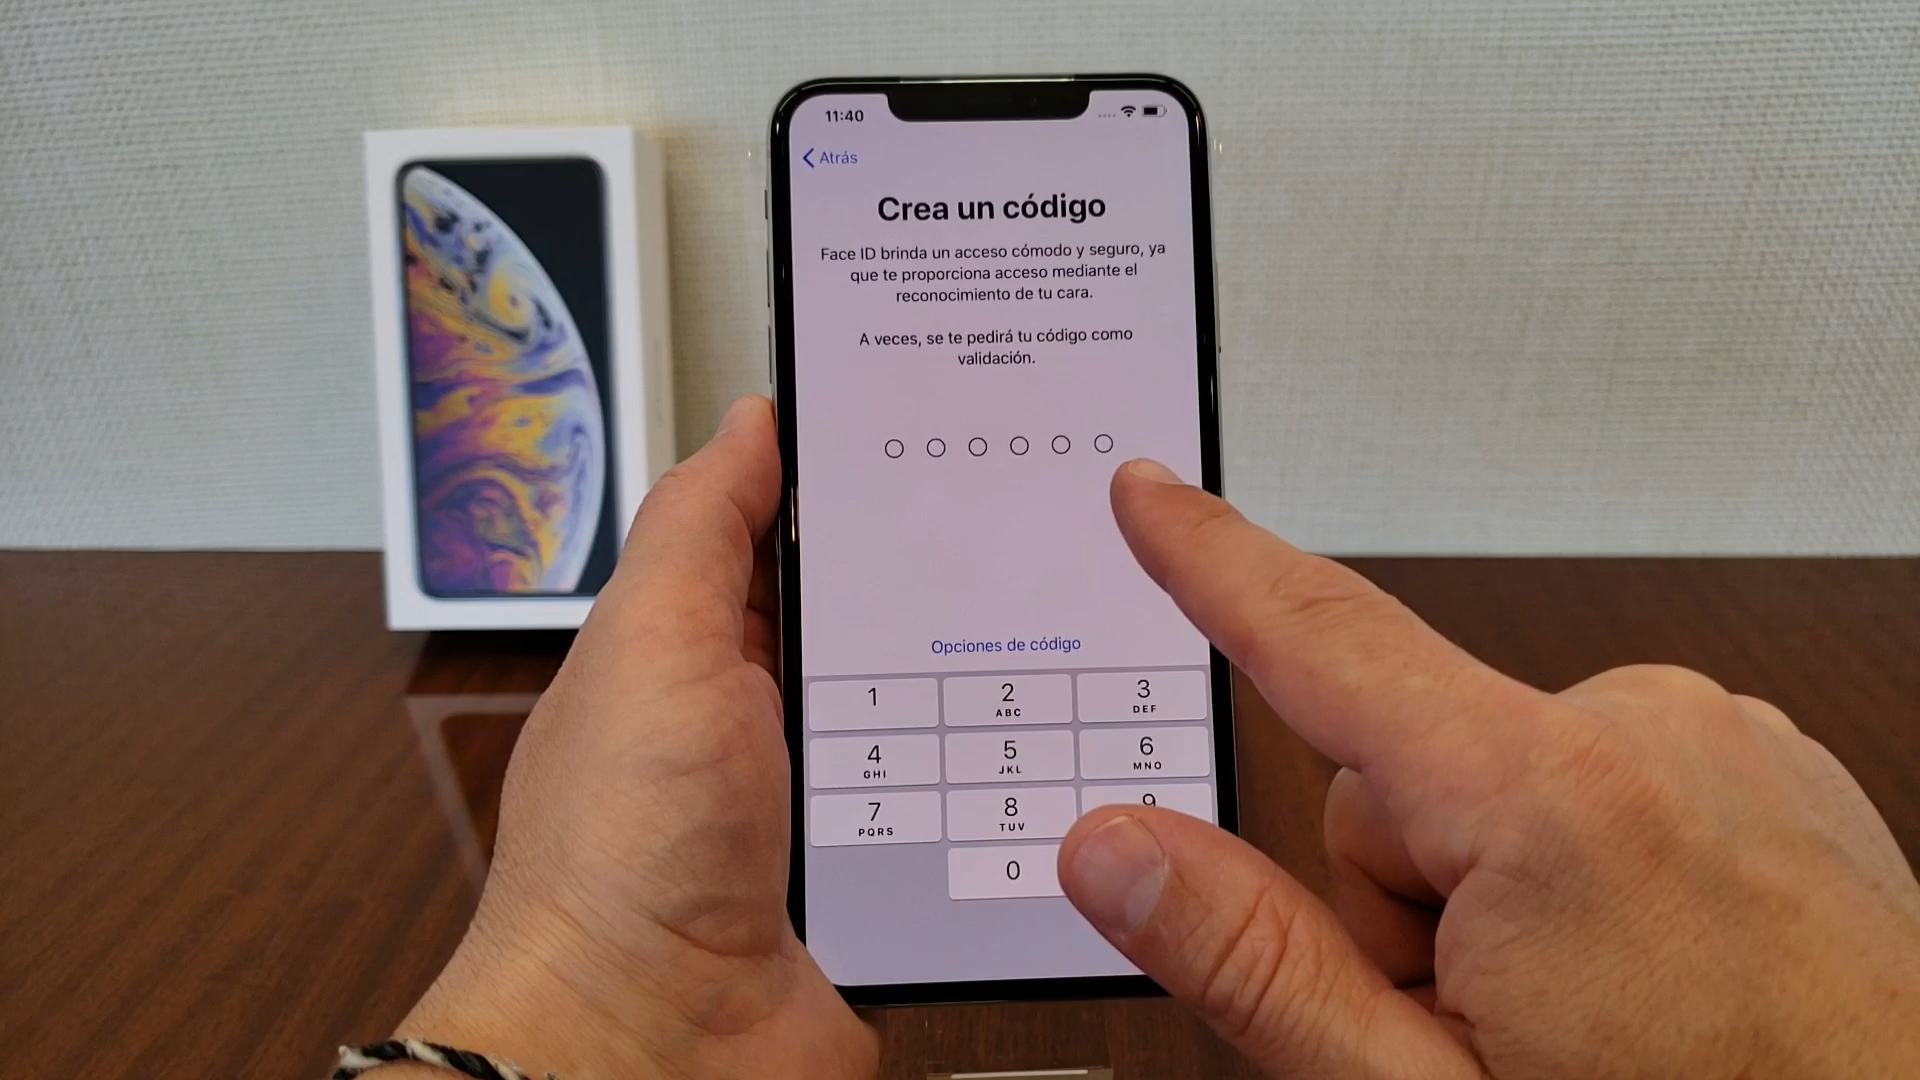 11:40
Atrás
Crea un código
Face ID brinda un acceso cómodo y seguro, ya
que te proporciona acceso mediante el
reconocimiento de tu cara.
A veces, se te pedirá tu código como
validación.
Opciones de código
1
2
ABC
3
DEF
4
GHI
5
JKL
6
MNO
7
PQRS
8
TUV
9
0